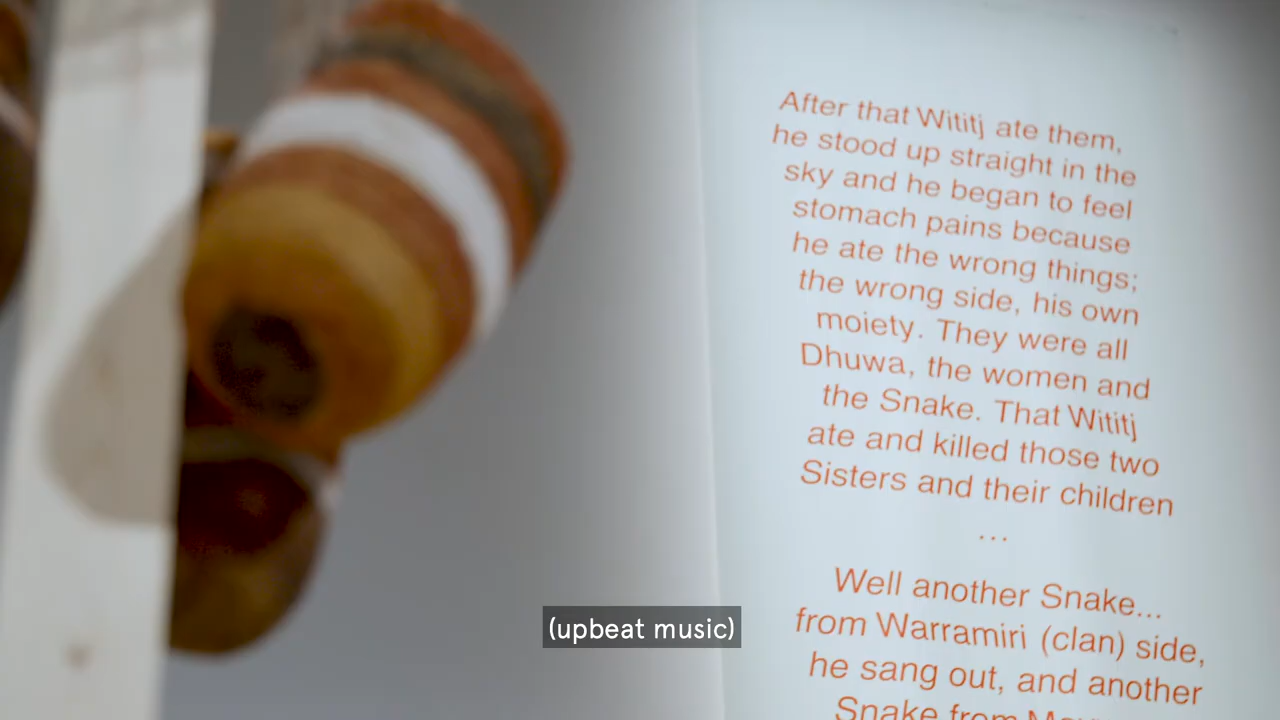 After that Wititj ate them,
he stood up straight in the
sky and he began to feel
stomach pains because
he ate the wrong things;
the wrong side, his own
moiety. They were all
Dhuwa, the women and
the Snake. That Wititj
ate and killed those two
Sisters and their children
...
Well another Snake...
from Warramiri (clan) side,
he sang out, and another
Snake from
(upbeat music)